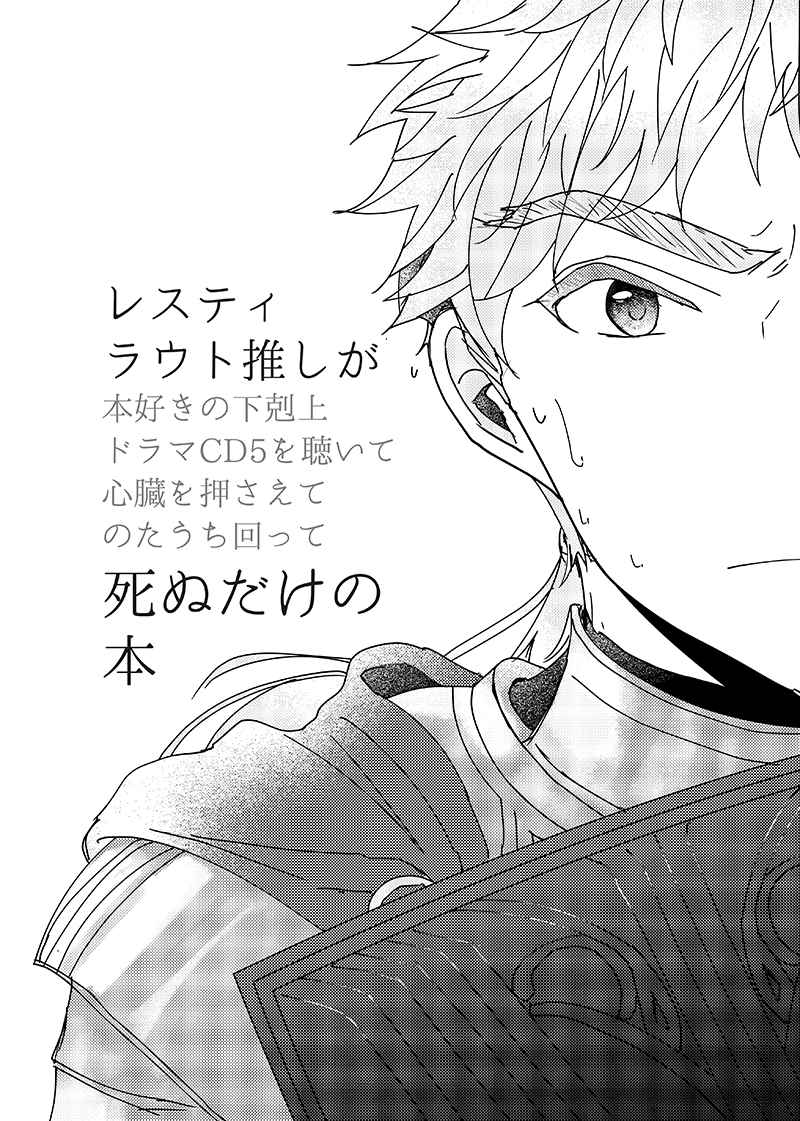 レスティ
ラウト推しが
本好きの下剋上
ドラマCD5を聴いて
心臓を押さえて
のたうち回って
死ぬだけの
本